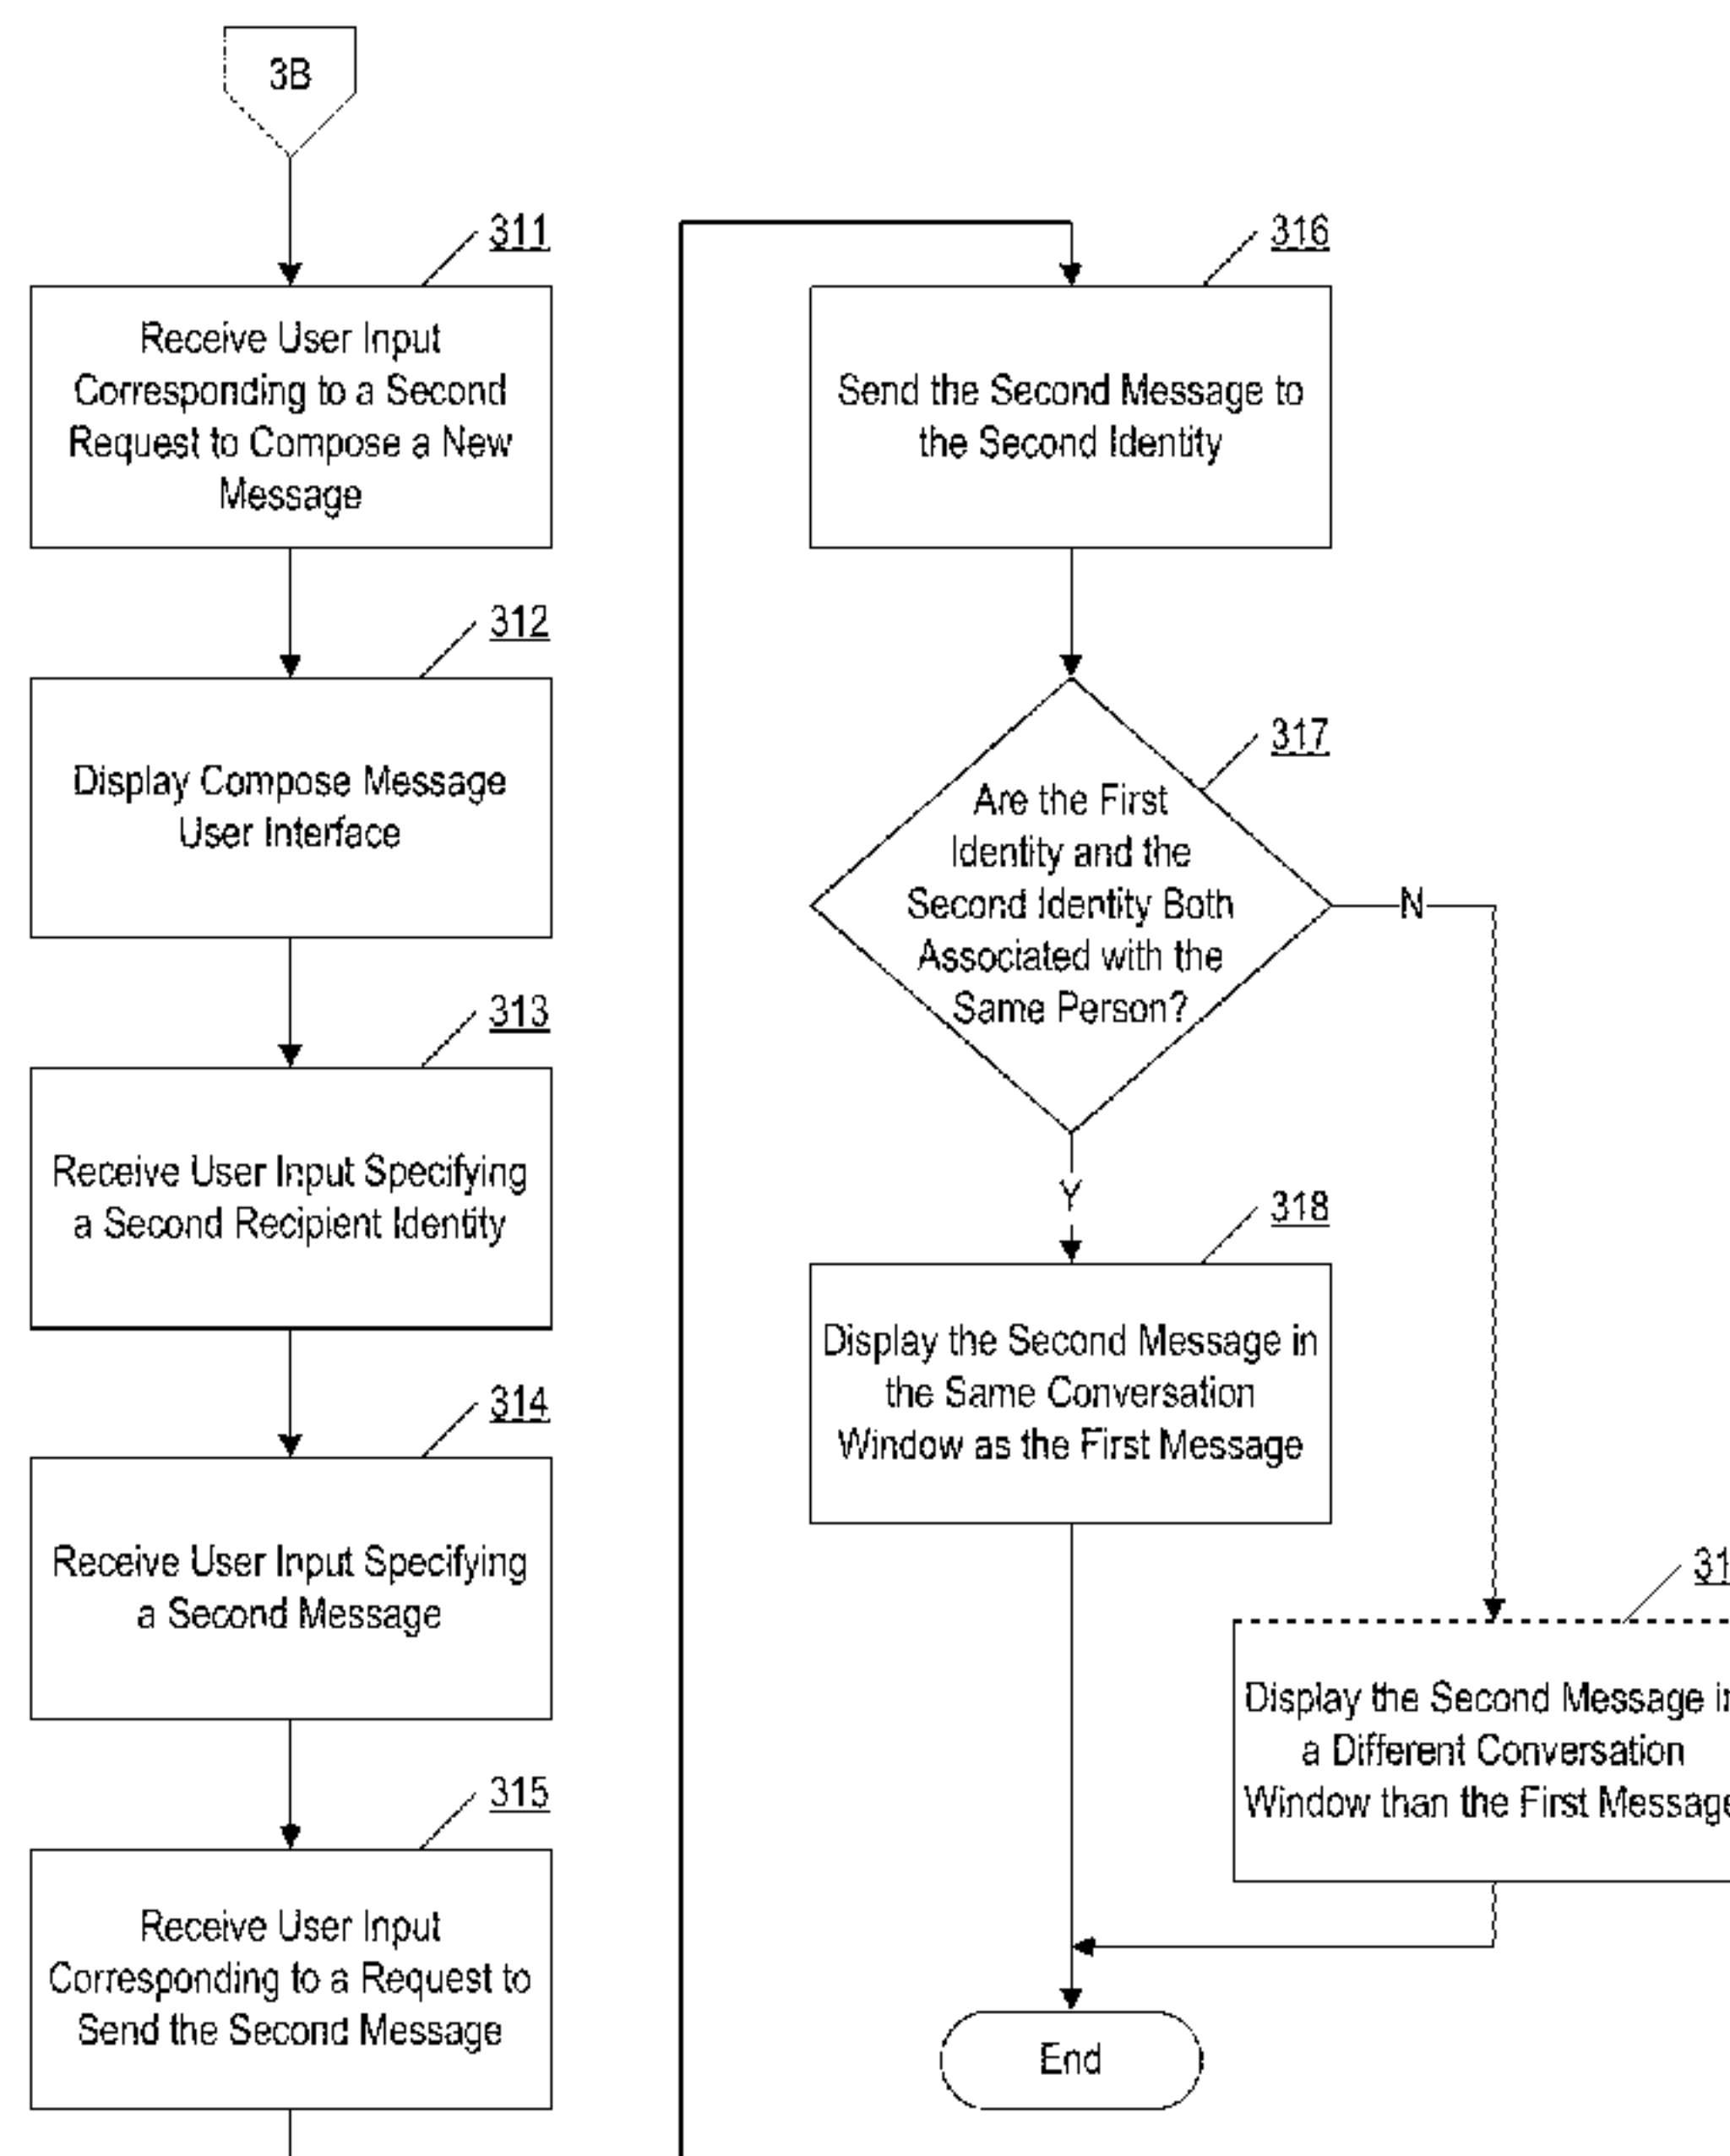 3B
311
Receive User Input
Corresponding to a Second
Request to Compose a New
Message
312
Display Compose Message
User Interface
313
Receive User Input Specifying
a Second Recipient Identity
314
Receive User Input Specifying
a Second Message
315
Receive User Input
Corresponding to a Request to
Send the Second Message
316
Send the Second Message to
the Second Identity
317
Are the First
Identity and the
Second Identity Both
Associated with the
Same Person?
N
Y
318
Display the Second Message in
the Same Conversation
Window as the First Message
Display the Second Message
a Different Conversation
Window than the First Message
End